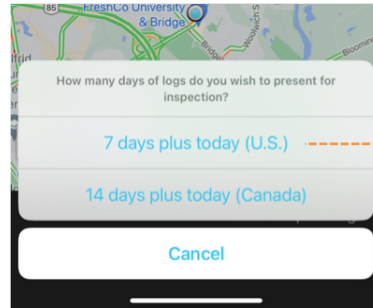 85
FreshCo University
& Bridge
Woolwich S
Bridge
Bloomin
lfrid
How many days of logs do you wish to present for
inspection?
7 days plus today (U.S.)
14 days plus today (Canada)
Cancel